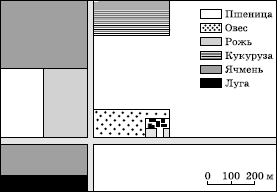 Пшеница
Овес
Рожь
Кукуруза
Ячмень
Луга
0 100 200 м